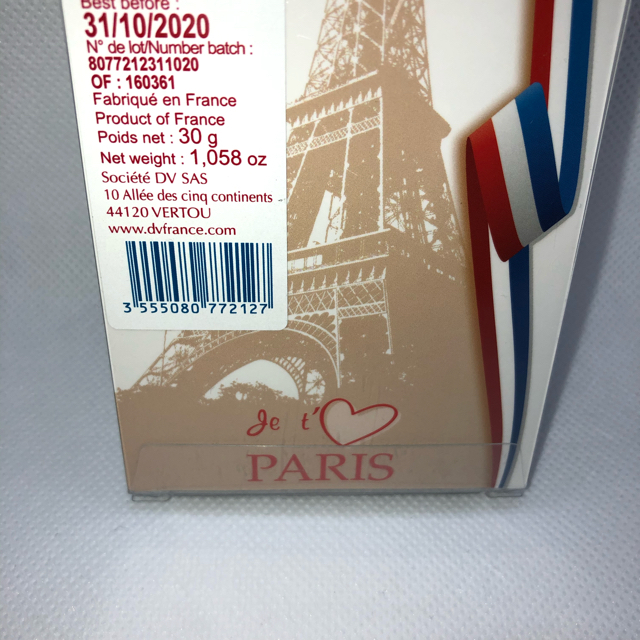 Best before :
31/10/2020
N° de lot/Number batch :
8077212311020
OF : 160361
Fabriqué en France
Product of France
Poids net : 30 g
Net weight : 1,058 oz
Société DV SAS
10 Allée des cinq continents
44120 VERTOU
www.dvfrance.com
3 555080 772127
Je t'
PARIS